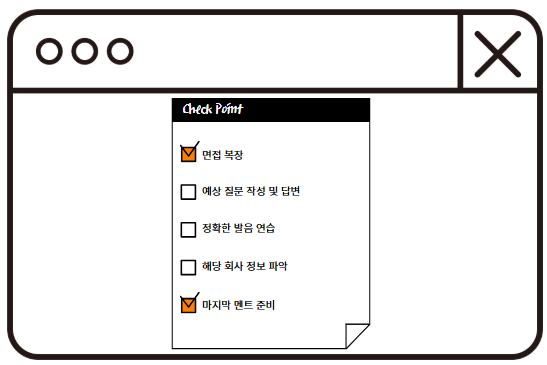 Check Point
면접 복장
예상 질문 작성 및 답변
정확한 발음 연습
해당 회사 정보 파악
마지막 멘트 준비